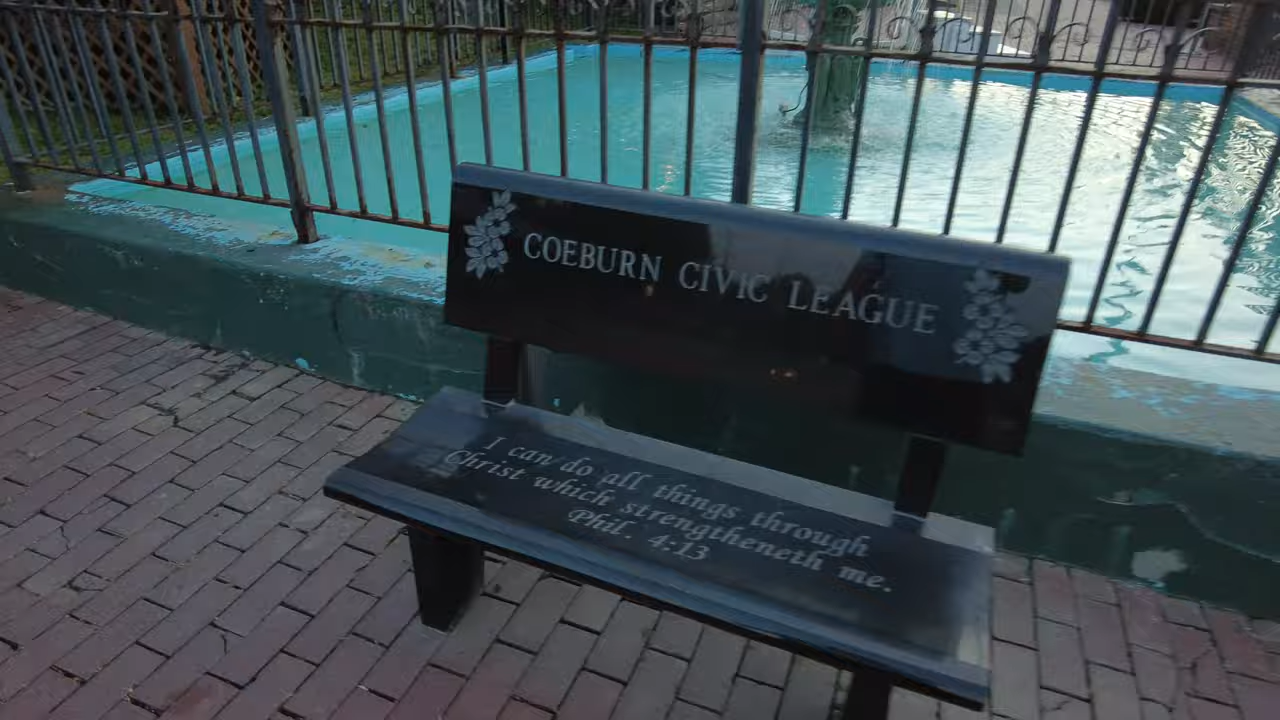 COEBURN CIVIC LEAGUE
I can do all things through
Christ which strengtheneth me.
Phil. 4:13